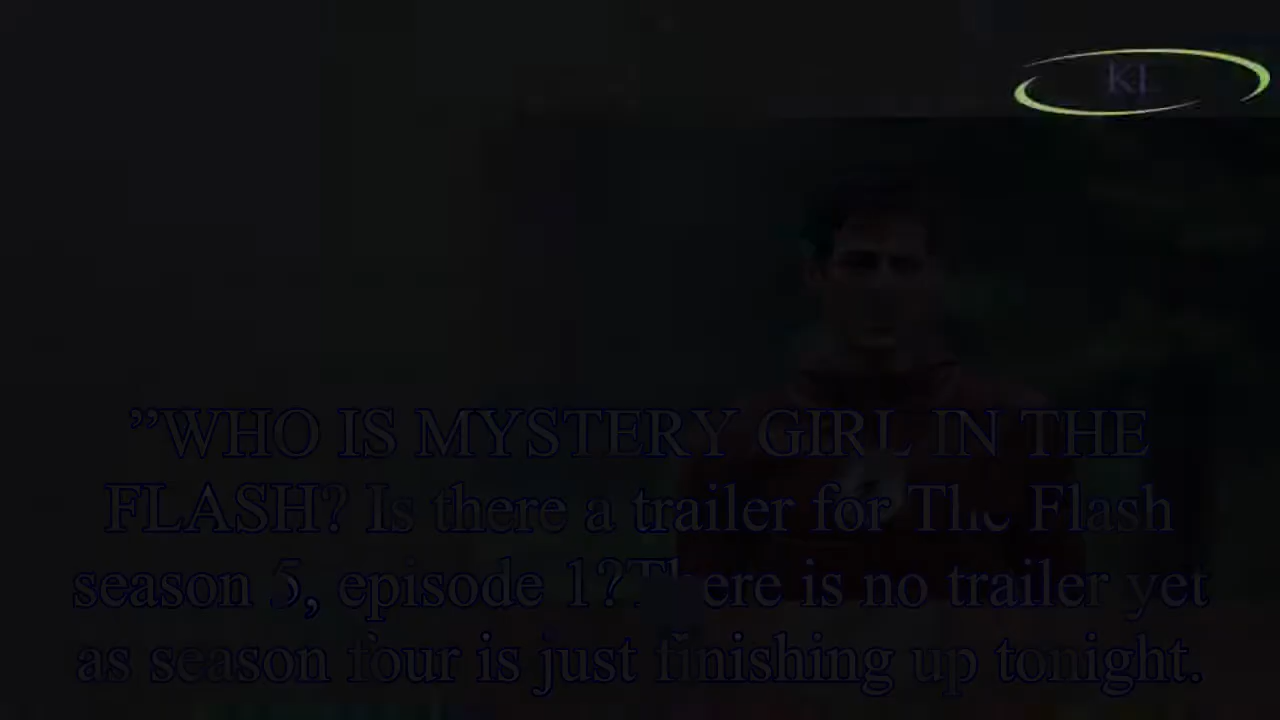 KL
”WHO IS MYSTERY GIRL IN THE
FLASH? Is there a trailer for The Flash
season 5, episode 1?There is no trailer yet
as season four is just finishing up tonight.